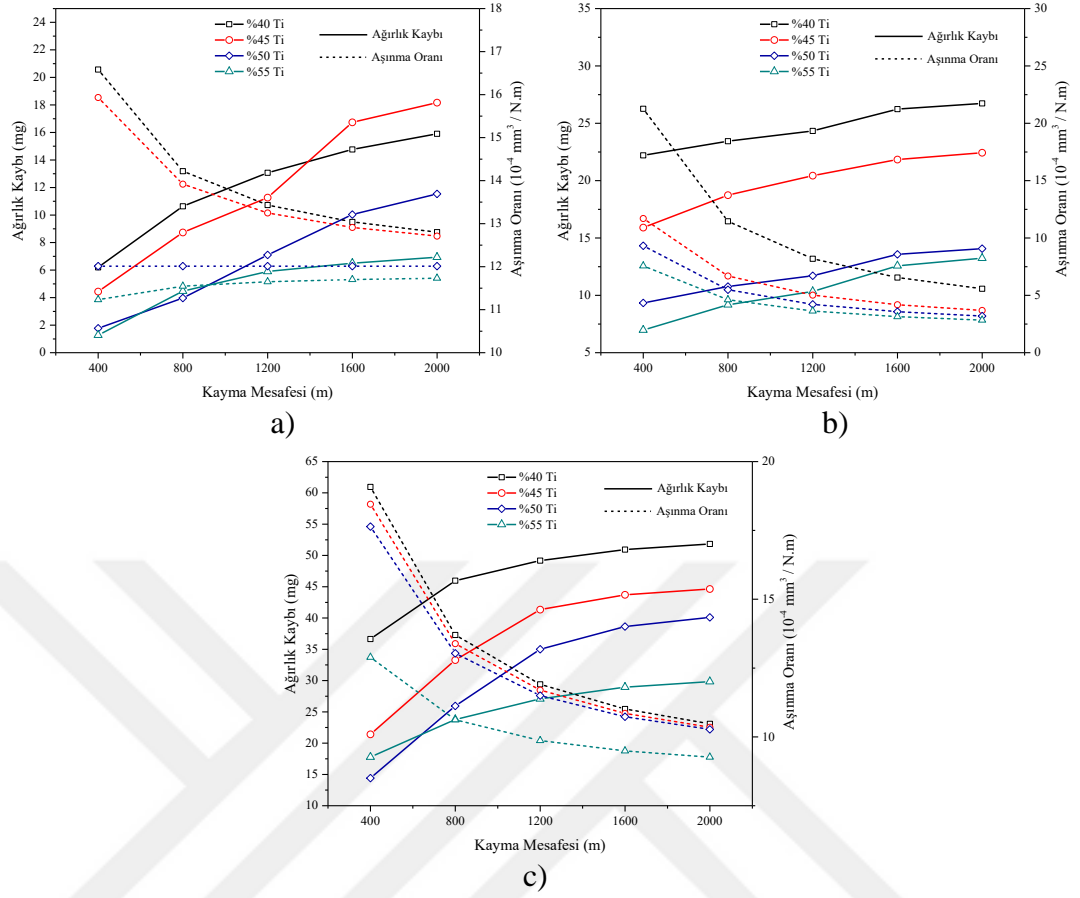 %40 Ti
%45 Ti
%50 Ti
%55 Ti
Ağırlık Kaybı
Aşınma Oranı
24
22
20
18
16
14
12
10
8
6
4
2
0
Ağırlık Kaybı (mg)
18
17
16
15
14
13
12
11
10
Aşınma Oranı (10⁻⁴ mm³ / N.m)
400 800 1200 1600 2000
Kayma Mesafesi (m)
a)
%40 Ti
%45 Ti
%50 Ti
%55 Ti
Ağırlık Kaybı
Aşınma Oranı
35
30
25
20
15
10
5
Ağırlık Kaybı (mg)
30
25
20
15
10
5
0
Aşınma Oranı (10⁻⁴ mm³ / N.m)
400 800 1200 1600 2000
Kayma Mesafesi (m)
b)
%40 Ti
%45 Ti
%50 Ti
%55 Ti
Ağırlık Kaybı
Aşınma Oranı
65
60
55
50
45
40
35
30
25
20
15
10
Ağırlık Kaybı (mg)
20
15
10
Aşınma Oranı (10⁻⁴ mm³ / N.m)
400 800 1200 1600 2000
Kayma Mesafesi (m)
c)